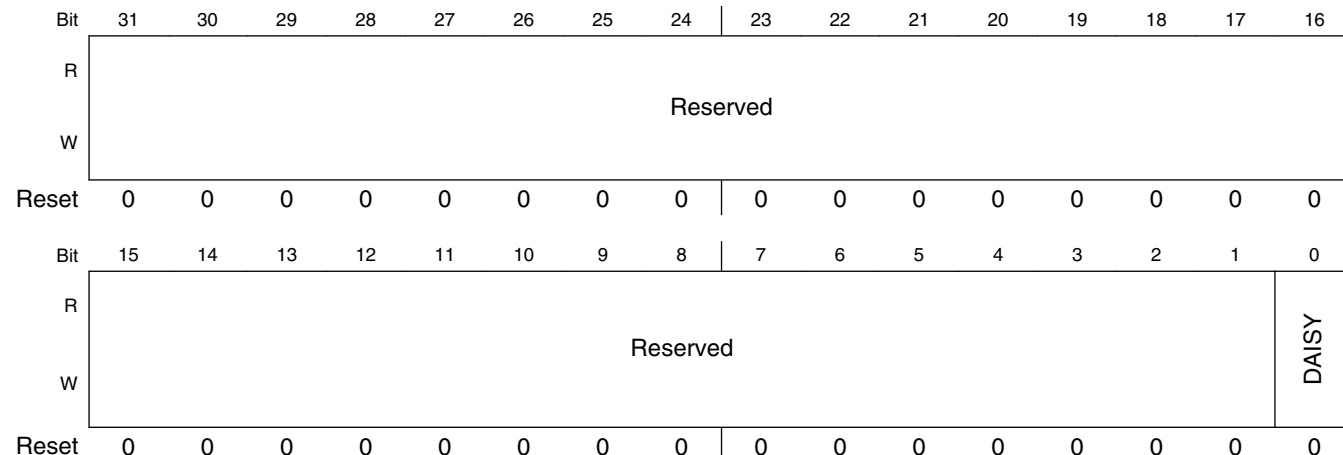 Bit 31 30 29 28 27 26 25 24 23 22 21 20 19 18 17 16
R
Reserved
W
Reset 0 0 0 0 0 0 0 0 0 0 0 0 0 0 0 0
Bit 15 14 13 12 11 10 9 8 7 6 5 4 3 2 1 0
R
Reserved
DAISY
W
Reset 0 0 0 0 0 0 0 0 0 0 0 0 0 0 0 0